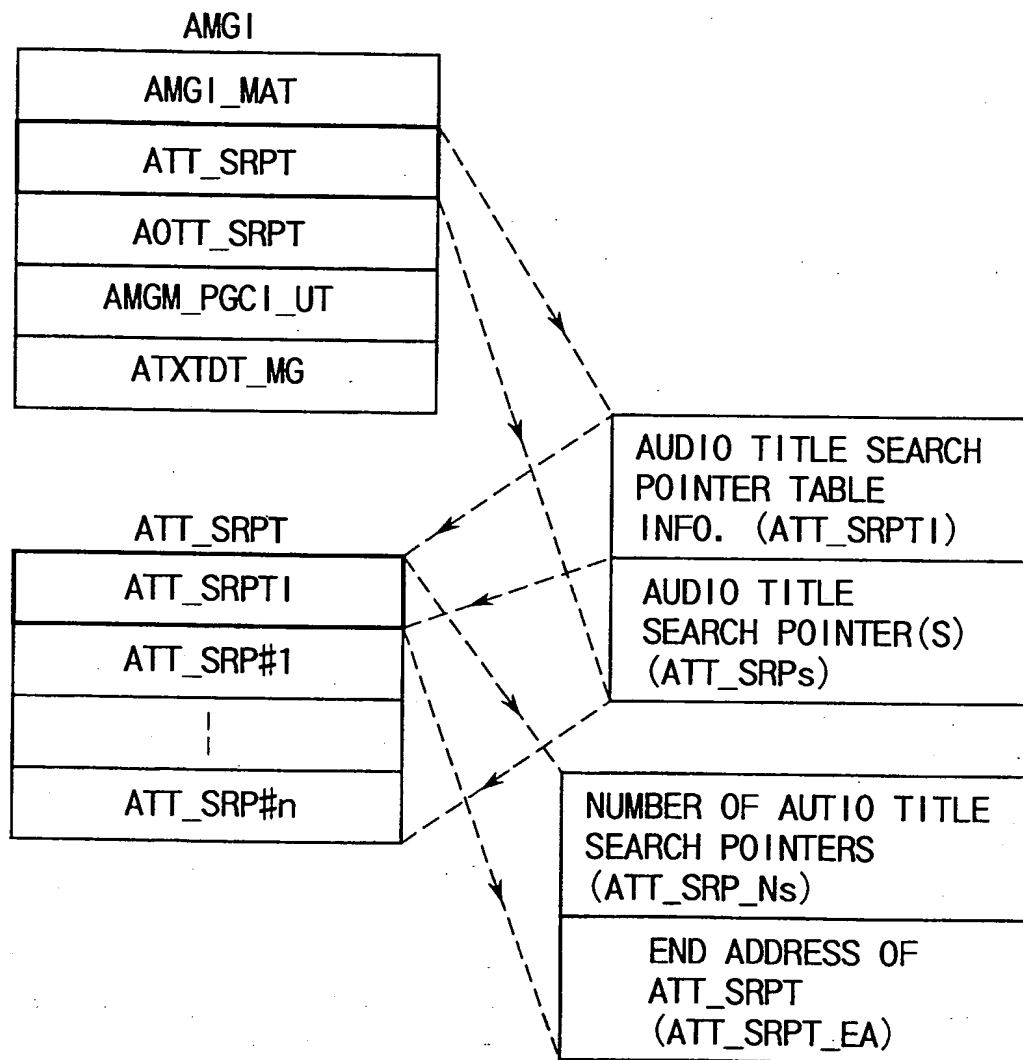 AMGI
AMGI_MAT
ATT_SRPT
AOTT_SRPT
AMGM_PGCI_UT
ATXTDT_MG
AUDIO TITLE SEARCH
POINTER TABLE
INFO. (ATT_SRPTI)
AUDIO TITLE
SEARCH POINTER(S)
(ATT_SRPs)
ATT_SRPT
ATT_SRPTI
ATT_SRP#1
ATT_SRP#n
NUMBER OF AUTIO TITLE
SEARCH POINTERS
(ATT_SRP_Ns)
END ADDRESS OF
ATT_SRPT
(ATT_SRPT_EA)